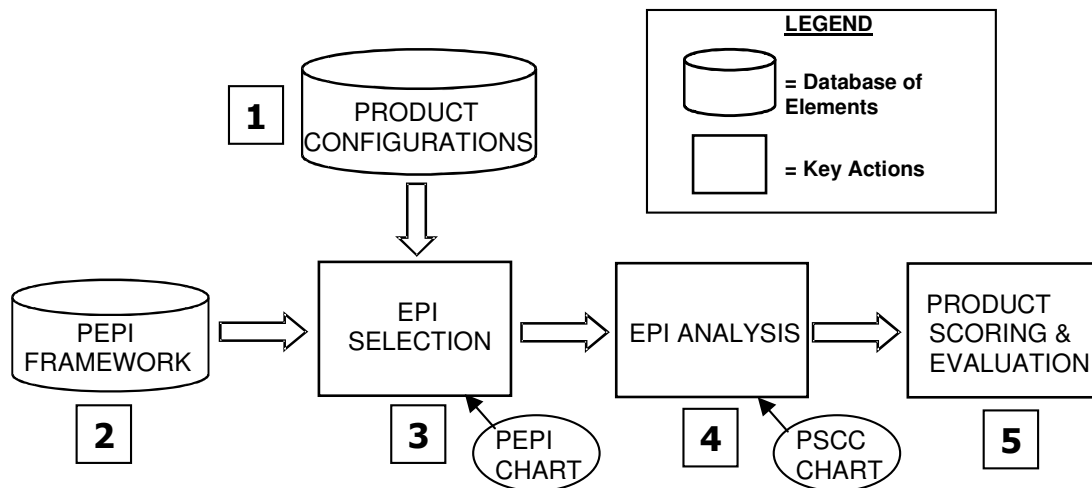 LEGEND
= Database of
Elements
= Key Actions
1
PRODUCT
CONFIGURATIONS
PEPI
FRAMEWORK
2
EPI
SELECTION
3
PEPI
CHART
EPI ANALYSIS
4
PSCC
CHART
PRODUCT
SCORING &
EVALUATION
5